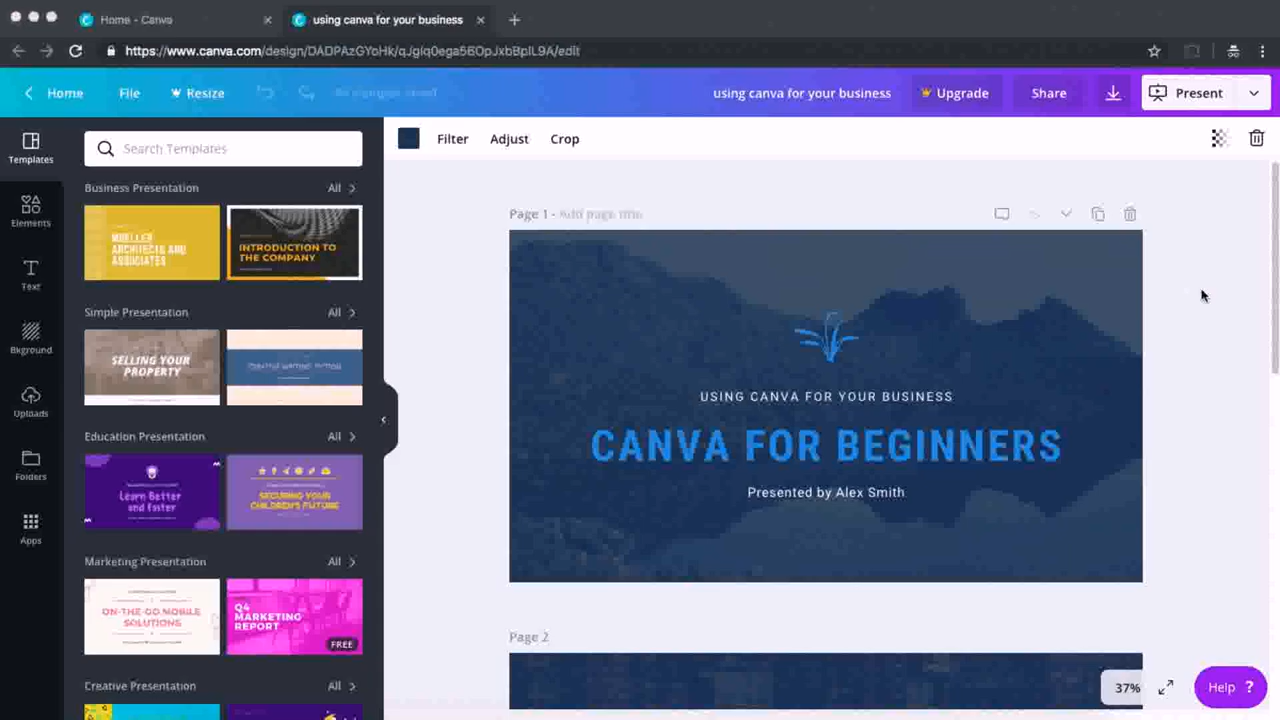 Home - Canva
using canva for your business
https://www.canva.com/design/
Home File Resize
using canva for your business Upgrade Share Present
Templates
Search Templates
Filter Adjust Crop
Elements
Text
Bkground
Uploads
Folders
Apps
Business Presentation All
ARCHITECTS AND
ASSOCIATES
INTRODUCTION TO
THE COMPANY
Simple Presentation All
SELLING YOUR
PROPERTY
Education Presentation All
Learn Better
and faster
SECURING YOUR
CHILDREN'S FUTURE
Marketing Presentation All
ON-THE-GO MOBILE
SOLUTIONS
Q4
MARKETING
REPORT
FREE
Creative Presentation All
Page 1 - Add page title
USING CANVA FOR YOUR BUSINESS
CANVA FOR BEGINNERS
Presented by Alex Smith
Page 2
37%
Help ?